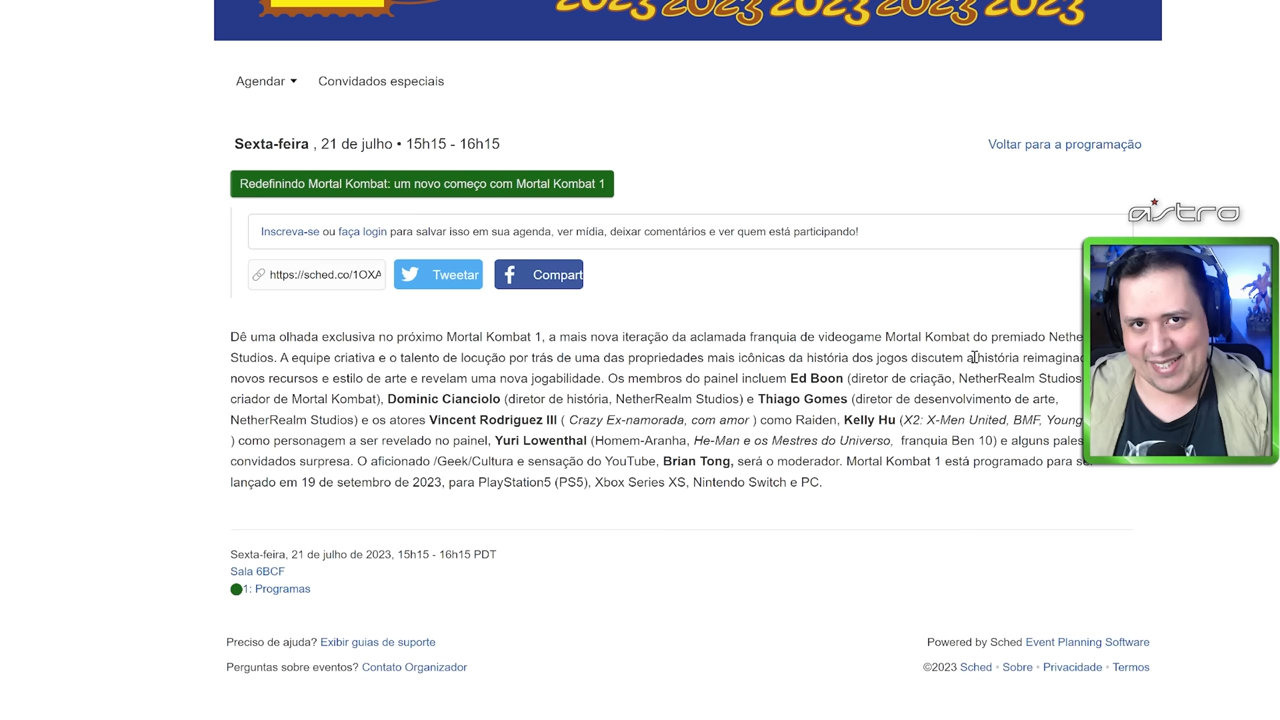 2023 2023 2023 2023 2023
Agendar Convidados especiais
Sexta-feira , 21 de julho • 15h15 - 16h15 Voltar para a programação
Redefinindo Mortal Kombat: um novo começo com Mortal Kombat 1
astro
Inscreva-se ou faça login para salvar isso em sua agenda, ver mídia, deixar comentários e ver quem está participando!
https://sched.co/1OXA Tweetar f Compart
Dê uma olhada exclusiva no próximo Mortal Kombat 1, a mais nova iteração da aclamada franquia de videogame Mortal Kombat do premiado Nethe
Studios. A equipe criativa e o talento de locução por trás de uma das propriedades mais icônicas da história dos jogos discutem a história reimaginad
novos recursos e estilo de arte e revelam uma nova jogabilidade. Os membros do painel incluem Ed Boon (diretor de criação, NetherRealm Studios
criador de Mortal Kombat), Dominic Cianciolo (diretor de história, NetherRealm Studios) e Thiago Gomes (diretor de desenvolvimento de arte,
NetherRealm Studios) e os atores Vincent Rodriguez III ( Crazy Ex-namorada, com amor ) como Raiden, Kelly Hu (X2: X-Men United, BMF, Young
) como personagem a ser revelado no painel, Yuri Lowenthal (Homem-Aranha, He-Man e os Mestres do Universo, franquia Ben 10) e alguns pales
convidados surpresa. O aficionado /Geek/Cultura e sensação do YouTube, Brian Tong, será o moderador. Mortal Kombat 1 está programado para se
lançado em 19 de setembro de 2023, para PlayStation5 (PS5), Xbox Series XS, Nintendo Switch e PC.
Sexta-feira, 21 de julho de 2023, 15h15 - 16h15 PDT
Sala 6BCF
1: Programas
Preciso de ajuda? Exibir guias de suporte Powered by Sched Event Planning Software
Perguntas sobre eventos? Contato Organizador ©2023 Sched • Sobre • Privacidade • Termos